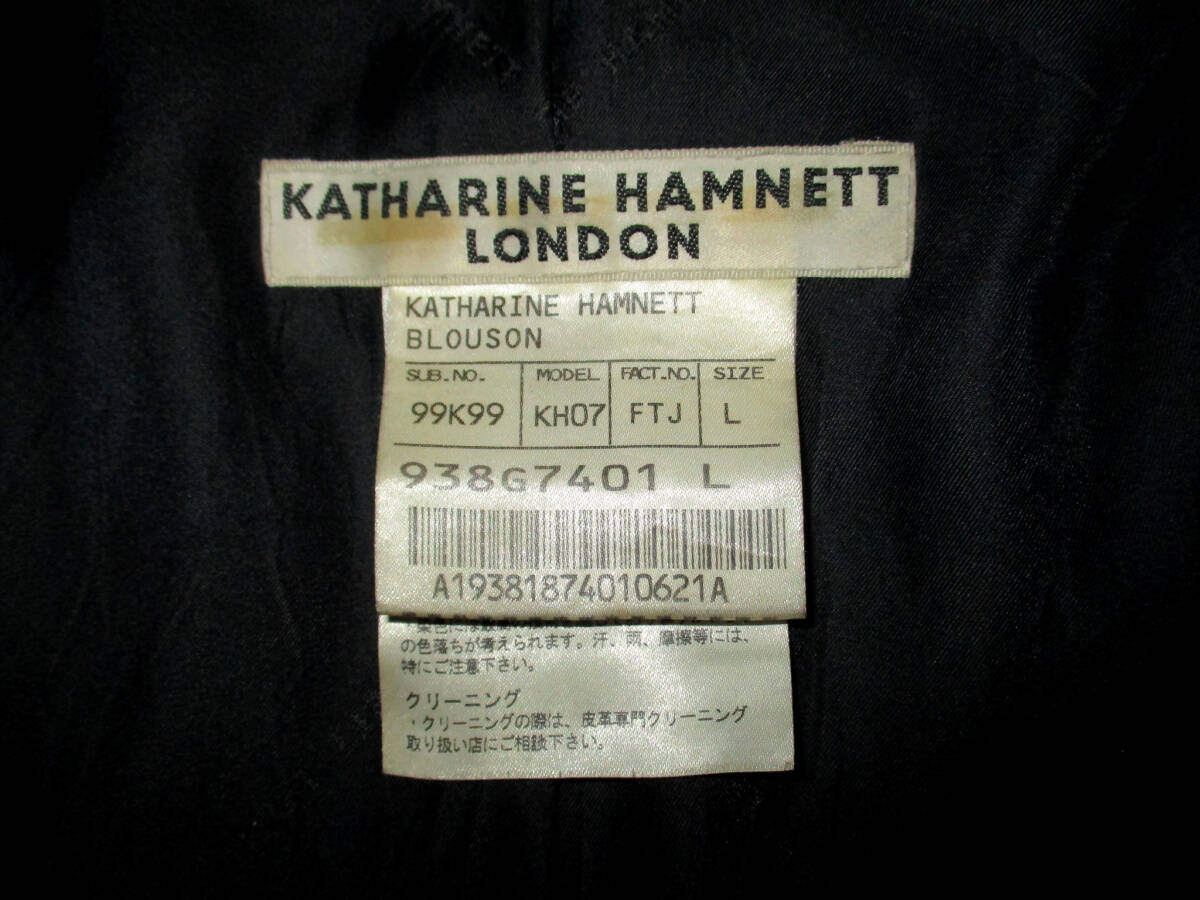 KATHARINE HAMNETT
LONDON
KATHARINE HAMNETT
BLOUSON
SUB.NO. MODEL FACT.NO. SIZE
99K99 KH07 FTJ L
938G7401 L
A19381874010621A
の色落ちが考えられます。汗、雨、摩擦等には、
特にご注意下さい。
クリーニング
・クリーニングの際は、皮革専門クリーニング
取り扱い店にご相談下さい。